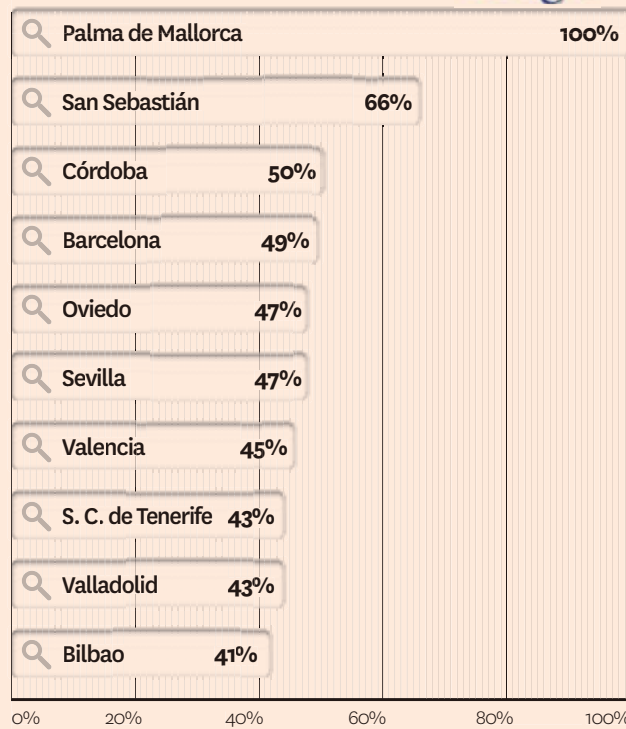 Palma de Mallorca 100%
San Sebastián 66%
Córdoba 50%
Barcelona 49%
Oviedo 47%
Sevilla 47%
Valencia 45%
S. C. de Tenerife 43%
Valladolid 43%
Bilbao 41%
0% 20% 40% 60% 80% 100%